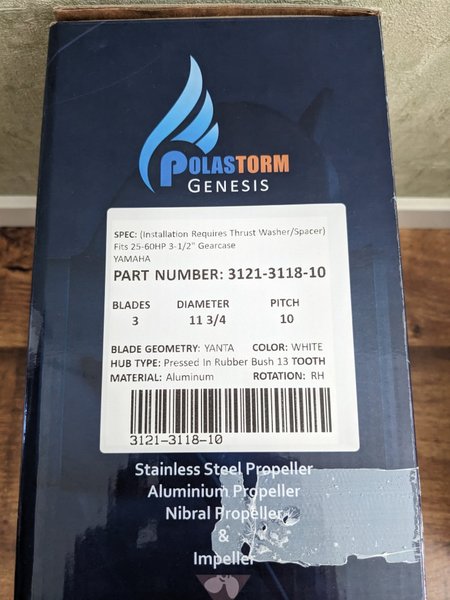 POLASTORM
GENESIS
SPEC: (Installation Requires Thrust Washer/Spacer)
Fits 25-60HP 3-1/2" Gearcase
YAMAHA
PART NUMBER: 3121-3118-10
BLADES DIAMETER PITCH
3 11 3/4 10
BLADE GEOMETRY: YANTA COLOR: WHITE
HUB TYPE: Pressed In Rubber Bush 13 TOOTH
MATERIAL: Aluminum ROTATION: RH
3121-3118-10
Stainless Steel Propeller
Aluminium Propeller
Nibral Propeller
&
Impeller